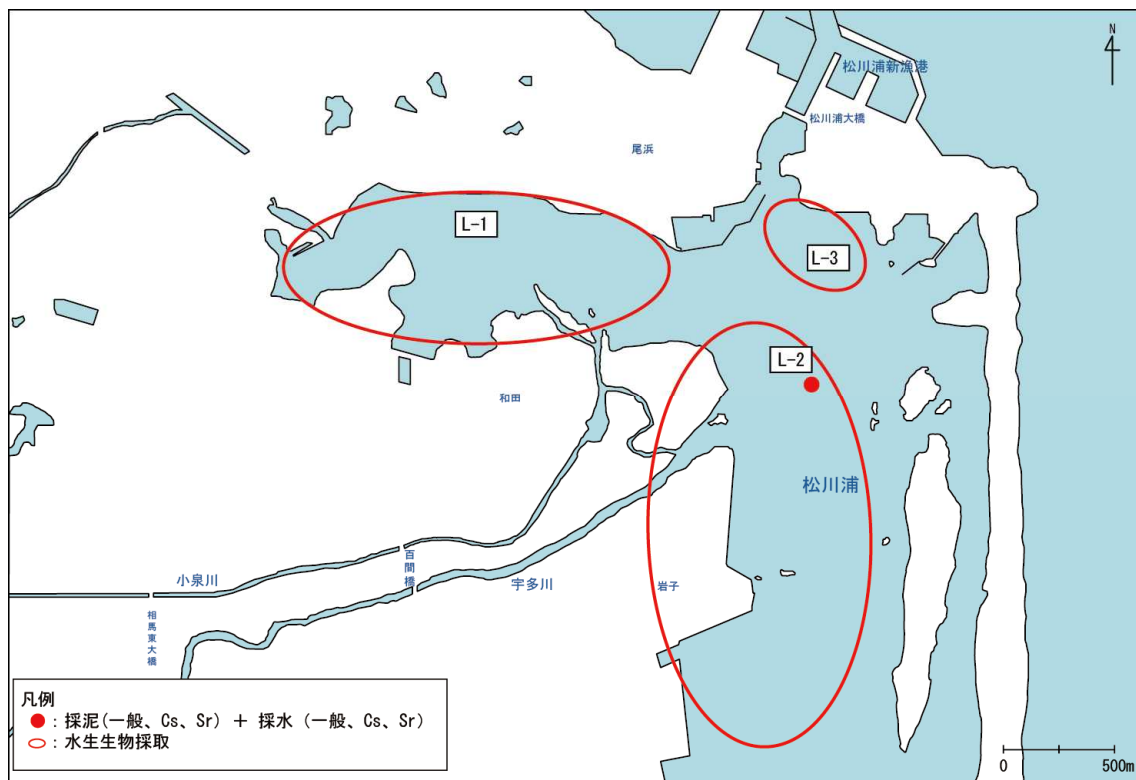 N
松川浦新漁港
松川浦大橋
尾浜
L-1
L-3
L-2
和田
松川浦
百間橋
小泉川
宇多川
岩子
相馬東大橋
凡例
：採泥(一般、Cs、Sr) ＋ 採水 (一般、Cs、Sr)
：水生生物採取
0 500m